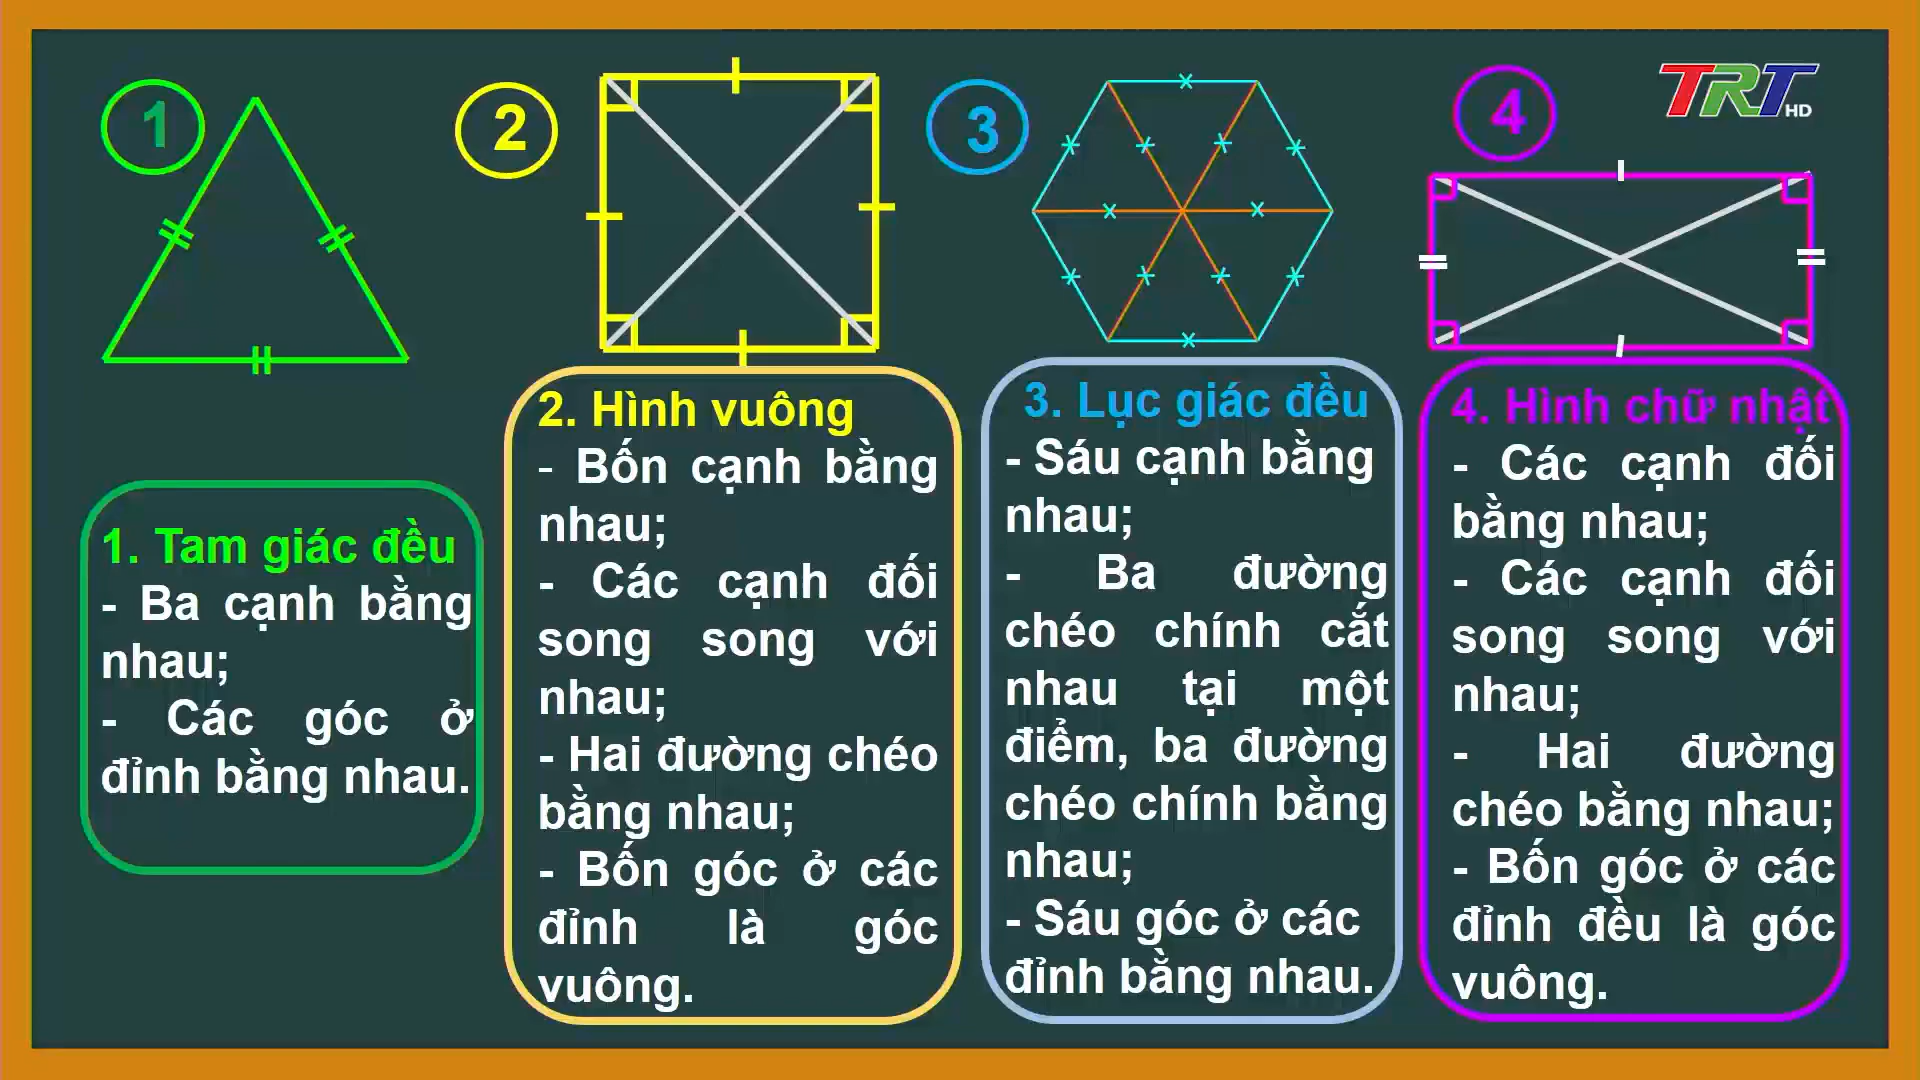 1
2
3
4
TRT HD
1. Tam giác đều
- Ba cạnh bằng
nhau;
- Các góc ở
đỉnh bằng nhau.
2. Hình vuông
- Bốn cạnh bằng
nhau;
- Các cạnh đối
song song với
nhau;
- Hai đường chéo
bằng nhau;
- Bốn góc ở các
đỉnh là góc
vuông.
3. Lục giác đều
- Sáu cạnh bằng
nhau;
- Ba đường
chéo chính cắt
nhau tại một
điểm, ba đường
chéo chính bằng
nhau;
- Sáu góc ở các
đỉnh bằng nhau.
4. Hình chữ nhật
- Các cạnh đối
bằng nhau;
- Các cạnh đối
song song với
nhau;
- Hai đường
chéo bằng nhau;
- Bốn góc ở các
đỉnh đều là góc
vuông.